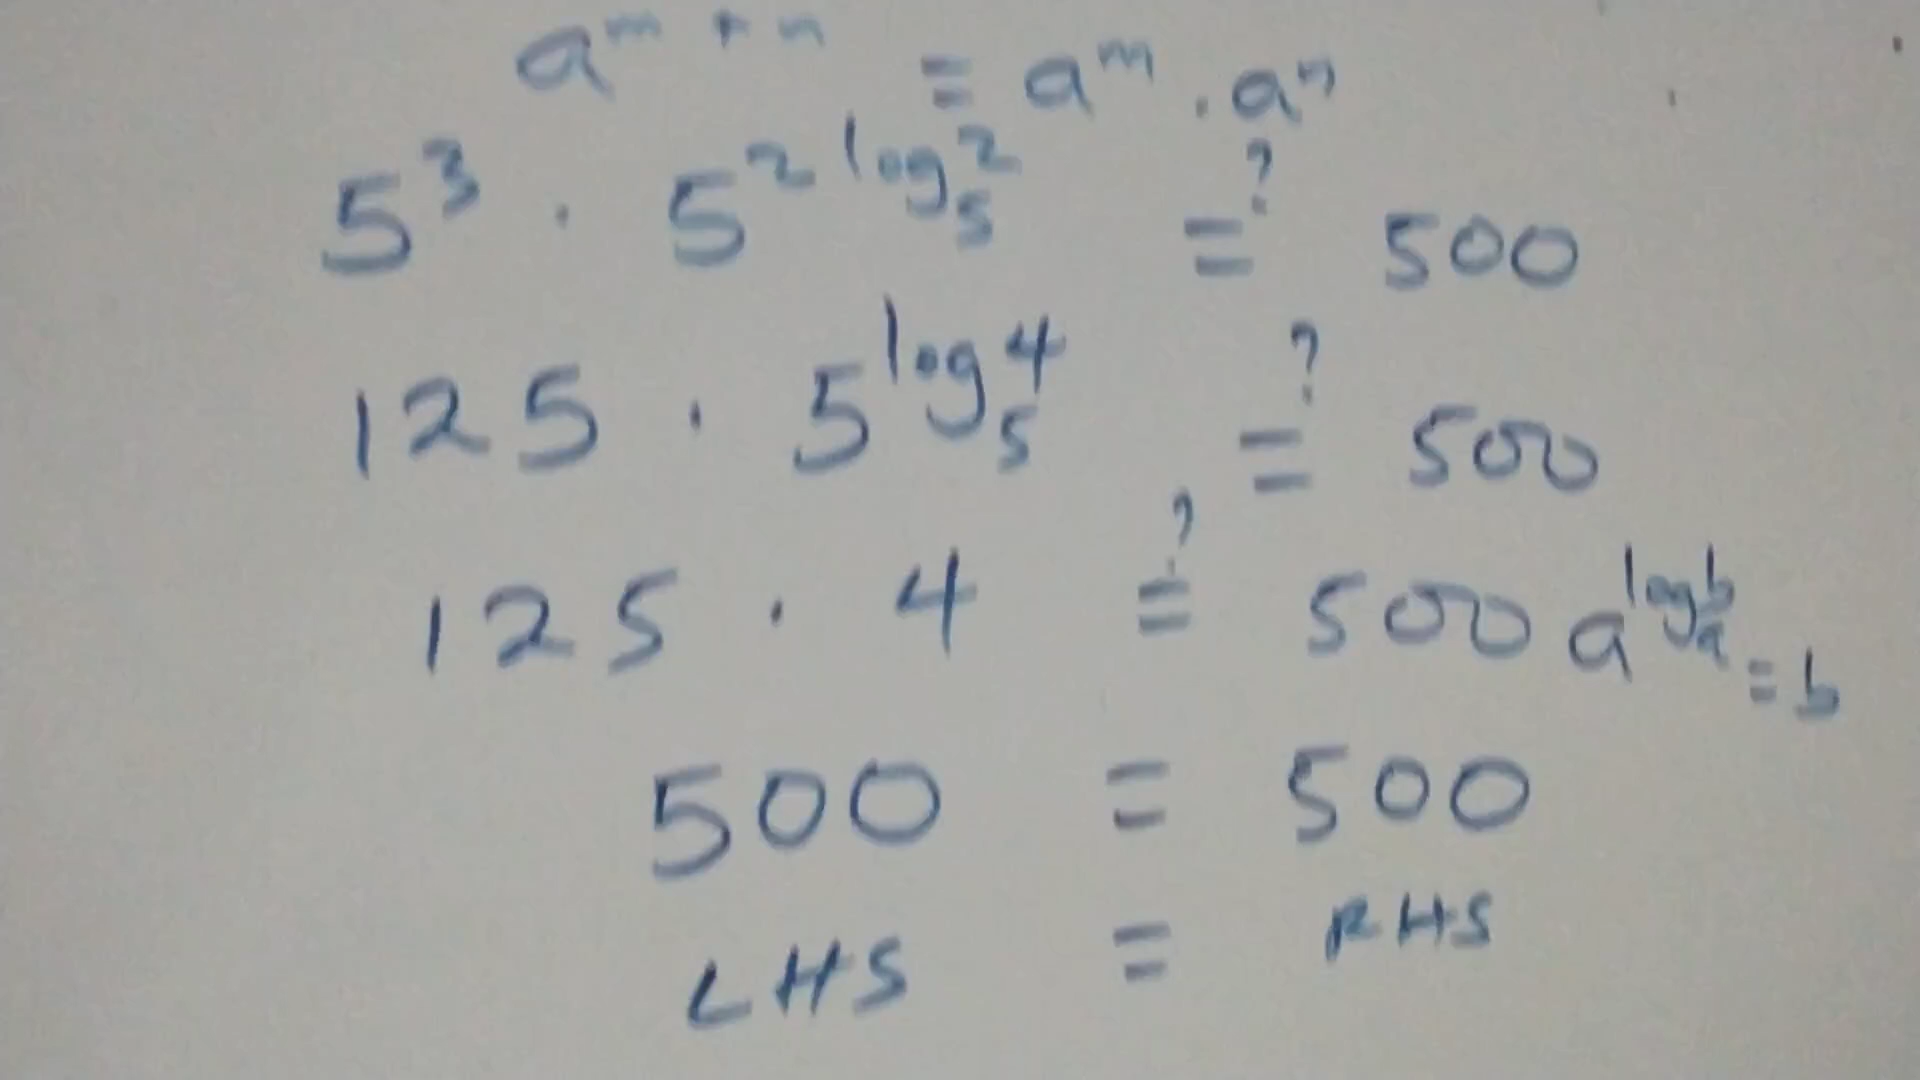 a^(m + n) = a^m . a^n
5^3 . 5^(2 log_5 2) =? 500
125 . 5^(log_5 4) =? 500
125 . 4 =? 500 a^(log_a b) = b
500 = 500
LHS = RHS